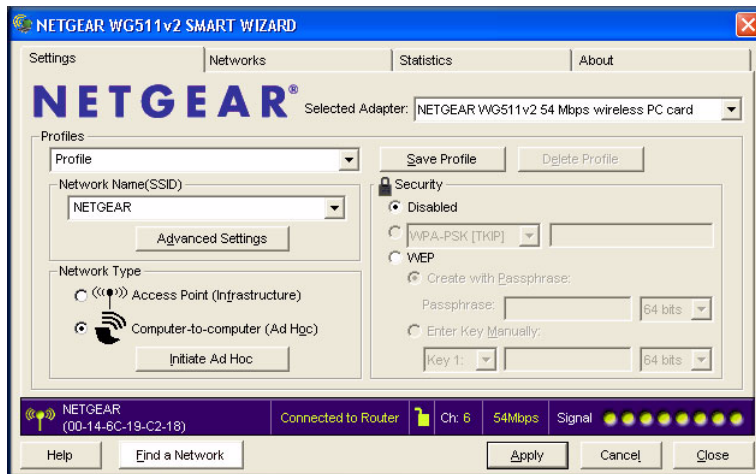 NETGEAR WG511v2 SMART WIZARD
Settings
Networks
Statistics
About
NETGEAR®
Selected Adapter: NETGEAR WG511v2 54 Mbps wireless PC card
Profiles
Profile
Save Profile
Delete Profile
Network Name(SSID)
NETGEAR
Advanced Settings
Network Type
Access Point (Infrastructure)
Computer-to-computer (Ad Hoc)
Initiate Ad Hoc
Security
Disabled
WPA-PSK [TKIP]
WEP
Create with Passphrase:
Passphrase:
64 bits
Enter Key Manually:
Key 1:
64 bits
NETGEAR
(00-14-6C-19-C2-18)
Connected to Router
Ch: 6
54Mbps
Signal
Help
Find a Network
Apply
Cancel
Close